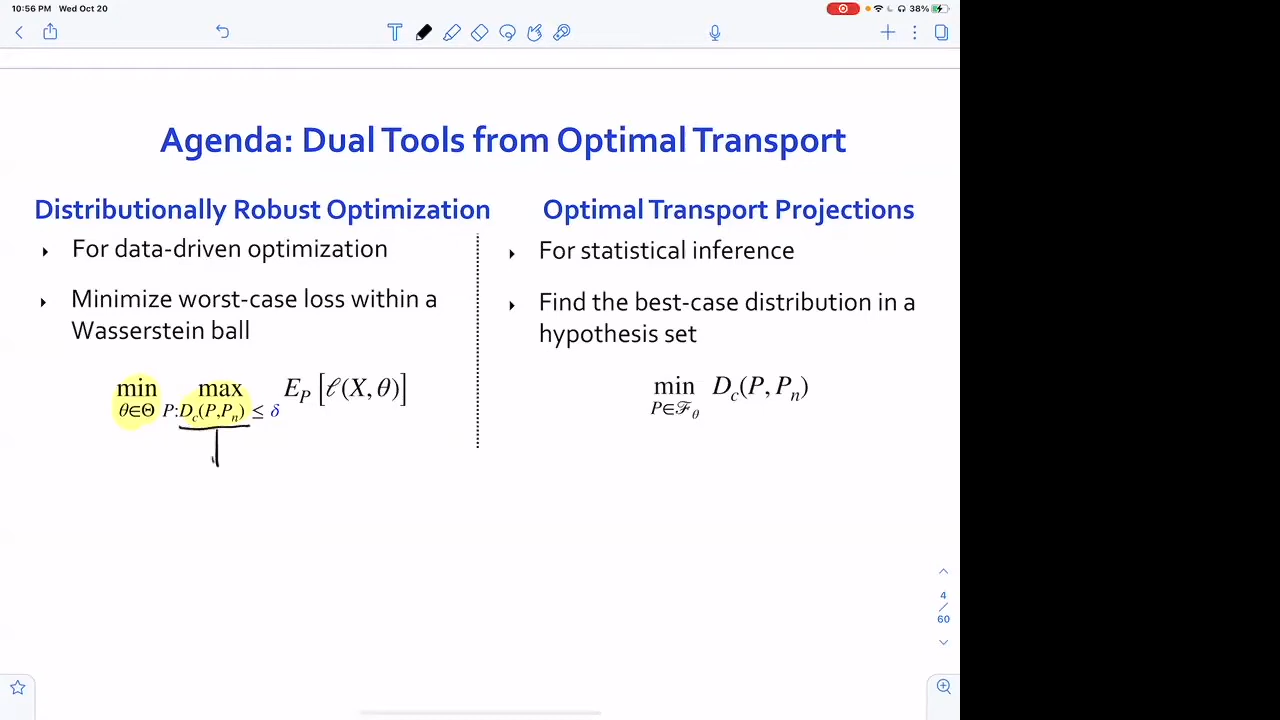 10:56 PM Wed Oct 20
38%
Agenda: Dual Tools from Optimal Transport
Distributionally Robust Optimization
‣ For data-driven optimization
‣ Minimize worst-case loss within a
Wasserstein ball
min max E_P [ℓ(X, θ)]
θ∈Θ P:D_c(P,P_n) ≤ δ
Optimal Transport Projections
‣ For statistical inference
‣ Find the best-case distribution in a
hypothesis set
min D_c(P, P_n)
P∈ℱ_θ
4
/
60